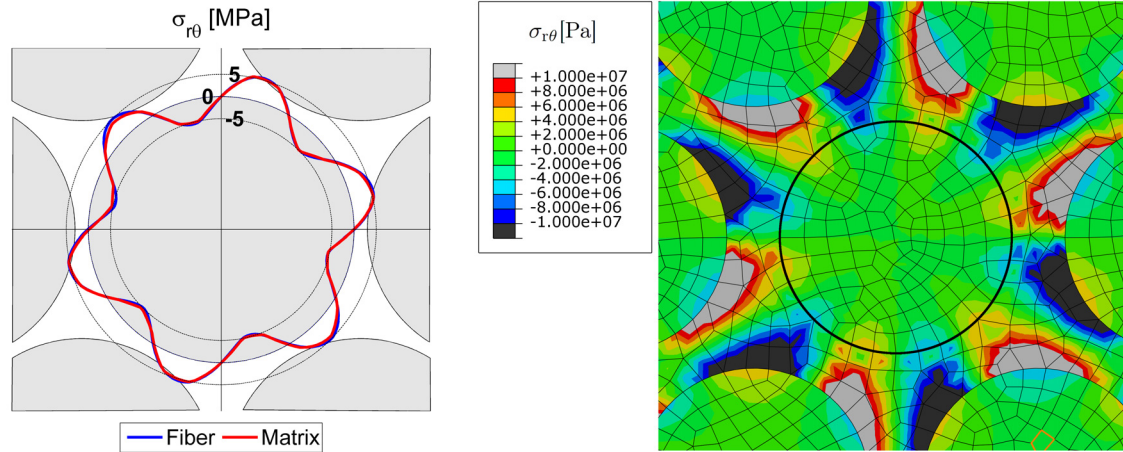 σrθ [MPa]
5
0
-5
Fiber
Matrix
σrθ[Pa]
+1.000e+07
+8.000e+06
+6.000e+06
+4.000e+06
+2.000e+06
+0.000e+00
-2.000e+06
-4.000e+06
-6.000e+06
-8.000e+06
-1.000e+07